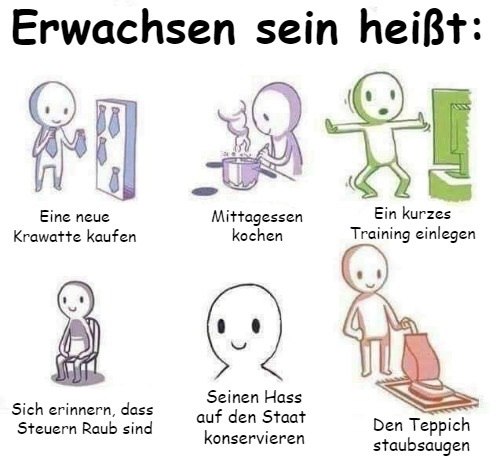 Erwachsen sein heißt:
Eine neue
Krawatte kaufen
Mittagessen
kochen
Ein kurzes
Training einlegen
Sich erinnern, dass
Steuern Raub sind
Seinen Hass
auf den Staat
konservieren
Den Teppich
staubsaugen